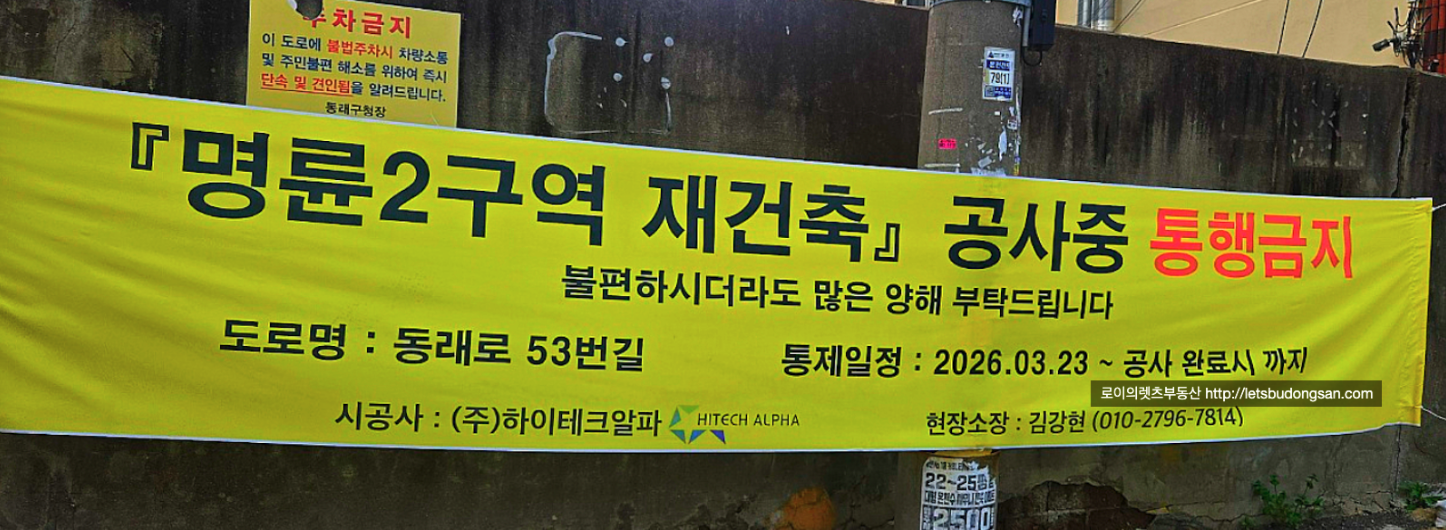 주차금지
이 도로에 불법주차시 차량소통
및 주민불편 해소를 위하여 즉시
단속 및 견인됨을 알려드립니다.
동래구청장
79(1)
『명륜2구역 재건축』 공사중 통행금지
불편하시더라도 많은 양해 부탁드립니다
도로명 : 동래로 53번길
통제일정 : 2026.03.23 ~ 공사 완료시 까지
로이의렛츠부동산 http://letsbudongsan.com
시공사 : (주)하이테크알파 HITECH ALPHA
현장소장 : 김강현 (010-2796-7814)
22~25평